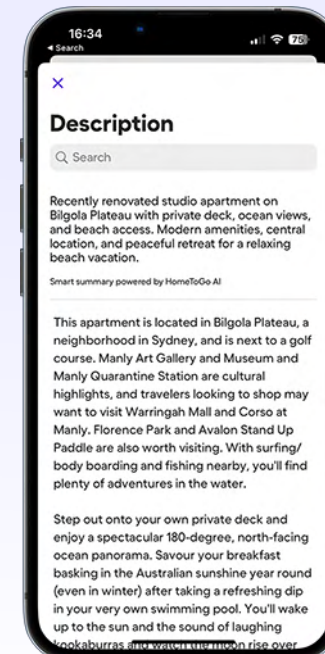 16:34
Search
75
Description
Search
Recently renovated studio apartment on
Bilgola Plateau with private deck, ocean views,
and beach access. Modern amenities, central
location, and peaceful retreat for a relaxing
beach vacation.
Smart summary powered by HomeToGo AI
This apartment is located in Bilgola Plateau, a
neighborhood in Sydney, and is next to a golf
course. Manly Art Gallery and Museum and
Manly Quarantine Station are cultural
highlights, and travelers looking to shop may
want to visit Warringah Mall and Corso at
Manly. Florence Park and Avalon Stand Up
Paddle are also worth visiting. With surfing/
body boarding and fishing nearby, you'll find
plenty of adventures in the water.
Step out onto your own private deck and
enjoy a spectacular 180-degree, north-facing
ocean panorama. Savour your breakfast
basking in the Australian sunshine year round
(even in winter) after taking a refreshing dip
in your very own swimming pool. You'll wake
up to the sun and the sound of laughing
kookaburras and watch the moon rise over